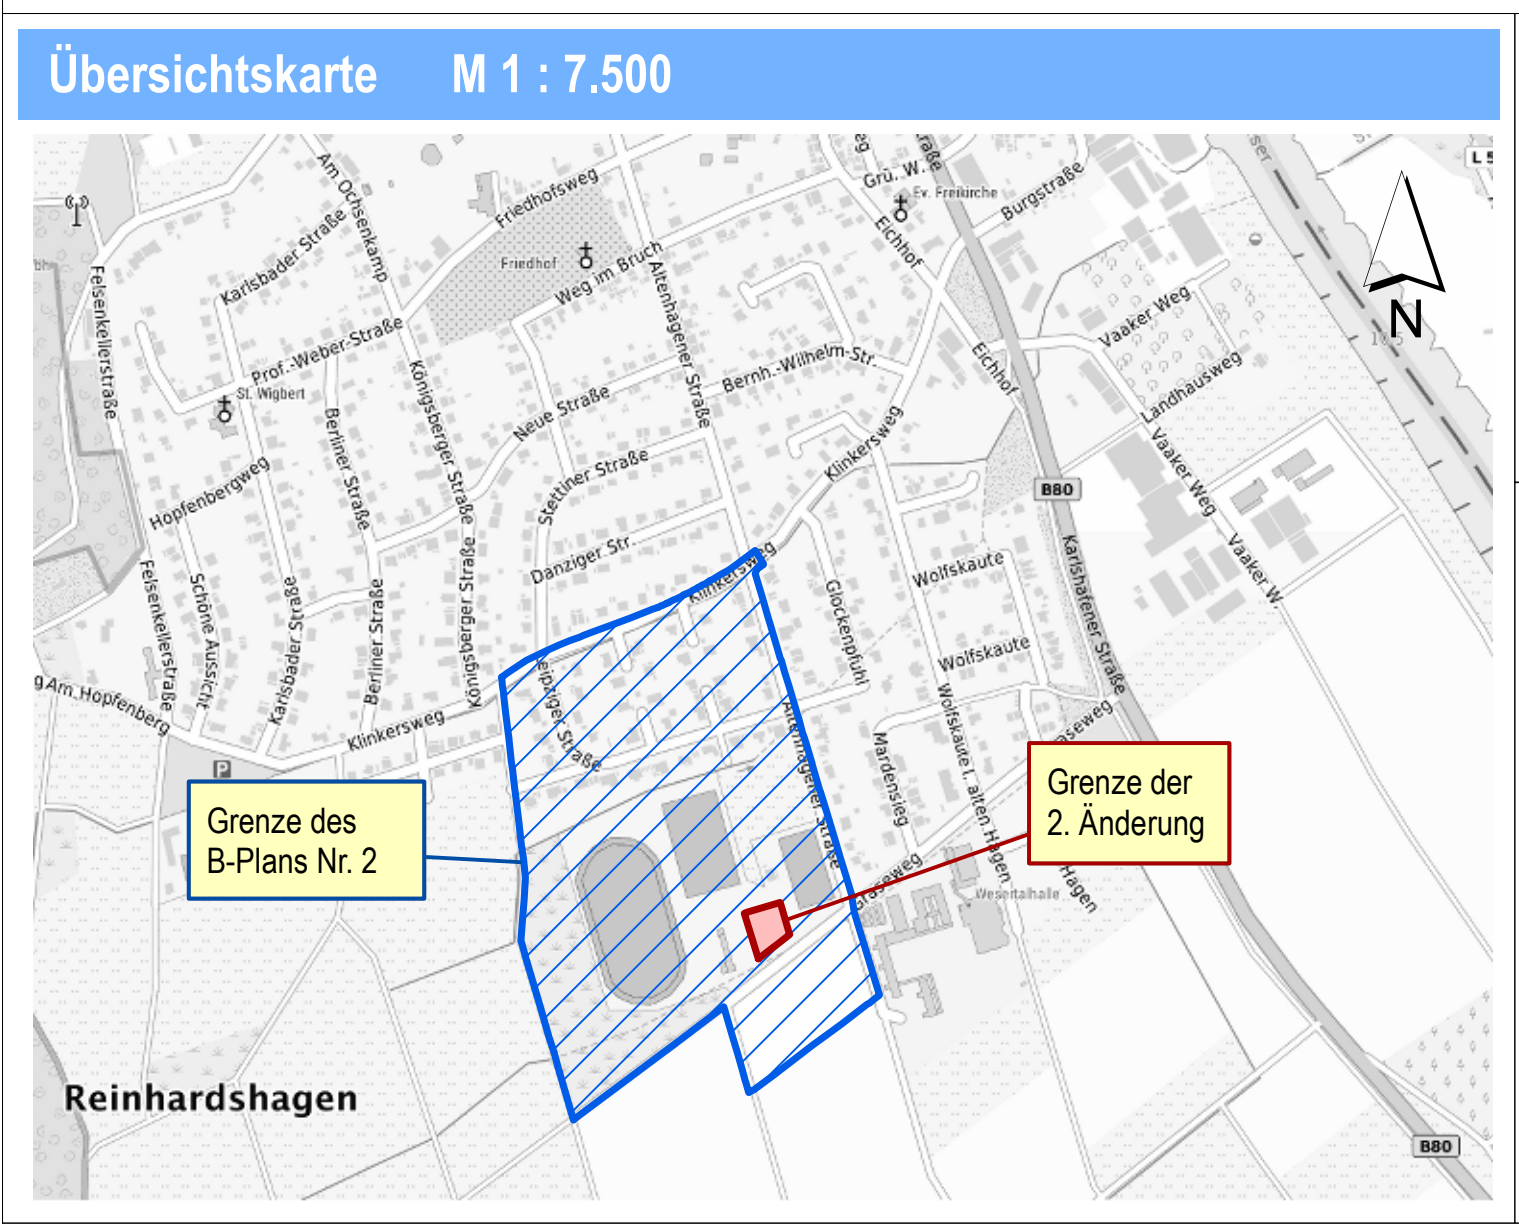 Übersichtskarte M 1 : 7.500
Am Ochsenkamp
Friedhofsweg
Grü. W.
Ev. Freikirche
Burgstraße
Eichhof
Karlsbader Straße
Friedhof
Weg im Bruch
Altenhagener Straße
Felsenkellerstraße
N
Vaaker Weg
Prof.-Weber-Straße
St. Wigbert
Königsberger Straße
Neue Straße
Bernh.-Wilhelm-Str.
Eichhof
Landhausweg
Berliner Straße
Stettiner Straße
Klinkersweg
Vaaker Weg
Hopfenbergweg
B80
Danziger Str.
Klinkersweg
Wolfskaute
Karlshafener Straße
Vaaker W.
Felsenkellerstraße
Schöne Aussicht
Karlsbader Straße
Berliner Straße
Königsberger Straße
Glockenpfuhl
Wolfskaute
Am Hopfenberg
Klinkersweg
Leipziger Straße
Altenhagener Straße
Mardensieg
Wolfskaute
I. alten Hagen
Hagen
P
Grenze des
B-Plans Nr. 2
Grenze der
2. Änderung
Graseweg
Wesertalhalle
Reinhardshagen
B80